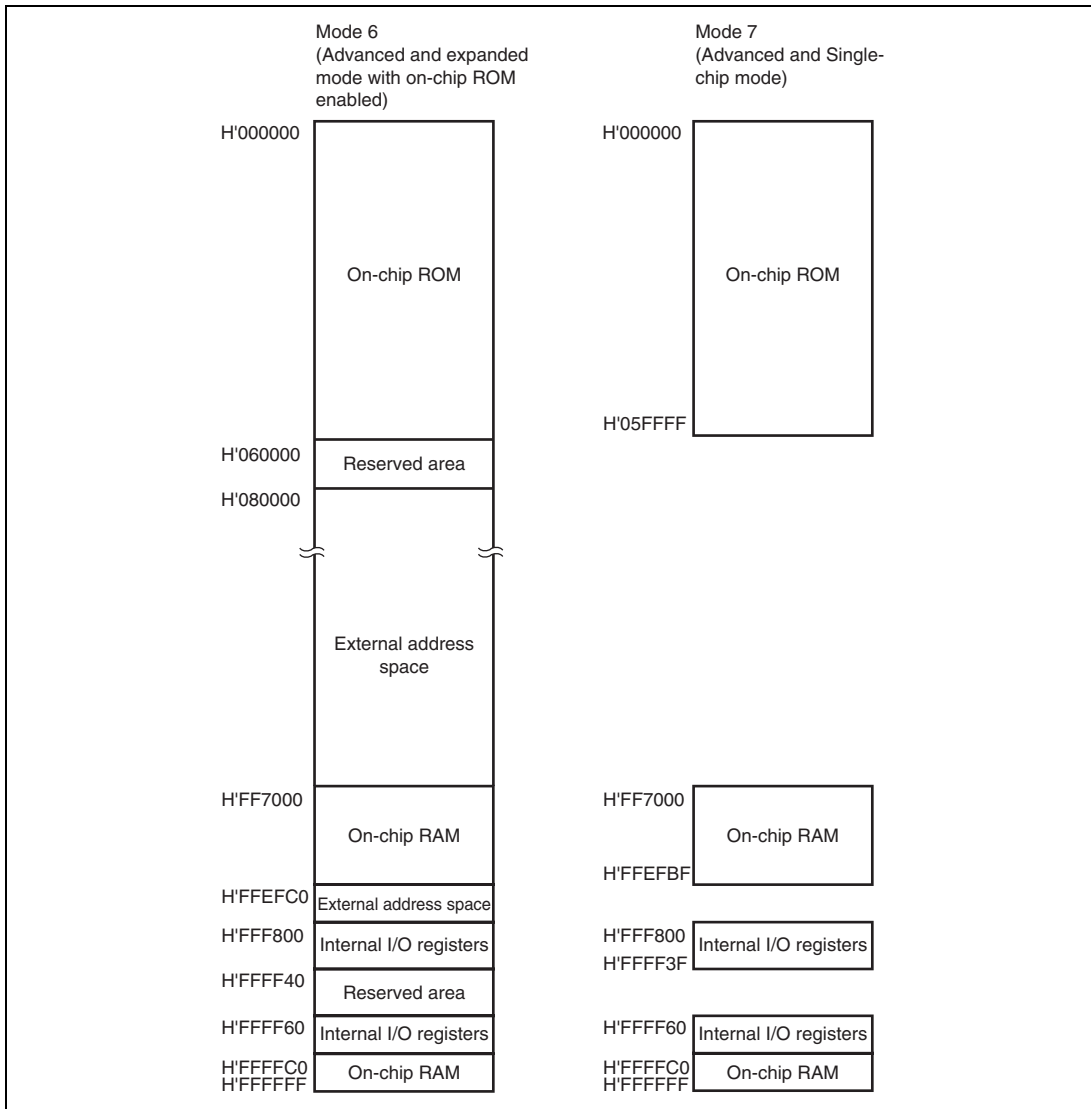 Mode 6
(Advanced and expanded
mode with on-chip ROM
enabled)
H'000000
On-chip ROM
H'060000
Reserved area
H'080000
External address
space
H'FF7000
On-chip RAM
H'FFEFC0
External address space
H'FFF800
Internal I/O registers
H'FFFF40
Reserved area
H'FFFF60
Internal I/O registers
H'FFFFC0
H'FFFFFF
On-chip RAM
Mode 7
(Advanced and Single-
chip mode)
H'000000
On-chip ROM
H'05FFFF
H'FF7000
On-chip RAM
H'FFEFBF
H'FFF800
Internal I/O registers
H'FFFF3F
H'FFFF60
Internal I/O registers
H'FFFFC0
H'FFFFFF
On-chip RAM